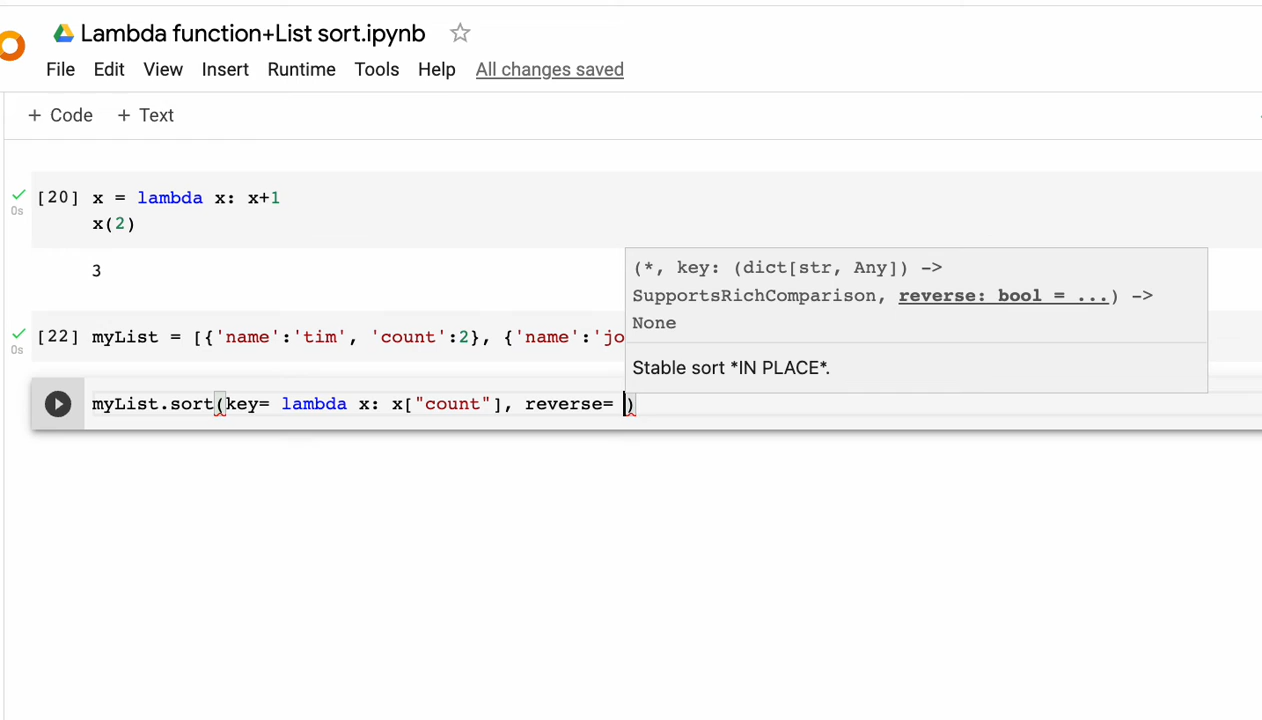 Lambda function+List sort.ipynb
File Edit View Insert Runtime Tools Help All changes saved
+ Code + Text
[20] x = lambda x: x+1
0s
x(2)
3
(*, key: (dict[str, Any]) ->
SupportsRichComparison, reverse: bool = ...) ->
None
Stable sort *IN PLACE*.
[22] myList = [{'name':'tim', 'count':2}, {'name':'jo
0s
myList.sort(key= lambda x: x["count"], reverse= )